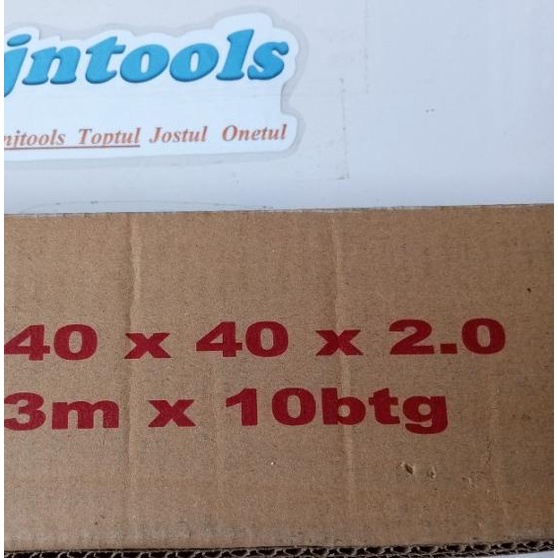 jntools
njtools Toptul Jostul Onetul
40 x 40 x 2.0
3m x 10btg